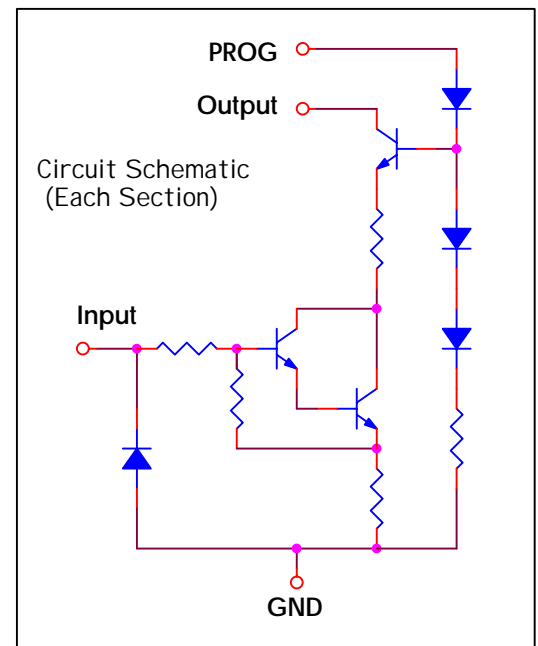 PROG
Output
Circuit Schematic
(Each Section)
Input
GND